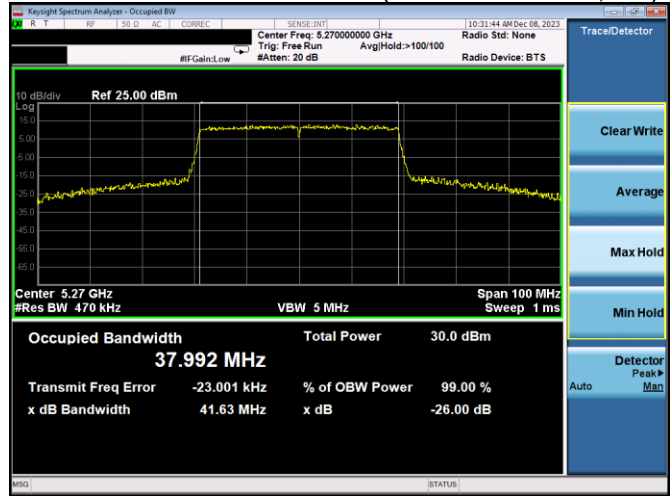 Keysight Spectrum Analyzer - Occupied BW
LXI R T RF 50 Ω AC CORREC SENSE:INT 10:31:44 AM Dec 08, 2023
Center Freq: 5.270000000 GHz Radio Std: None
Trig: Free Run Avg|Hold:>100/100
#IFGain:Low #Atten: 20 dB Radio Device: BTS
Trace/Detector
10 dB/div Ref 25.00 dBm
Log
15.0
5.00
-5.00
-15.0
-25.0
-35.0
-45.0
-55.0
-65.0
Center 5.27 GHz Span 100 MHz
#Res BW 470 kHz VBW 5 MHz Sweep 1 ms
Occupied Bandwidth Total Power 30.0 dBm
37.992 MHz
Transmit Freq Error -23.001 kHz % of OBW Power 99.00 %
x dB Bandwidth 41.63 MHz x dB -26.00 dB
Clear Write
Average
Max Hold
Min Hold
Detector
Peak▶
Auto Man
MSG STATUS